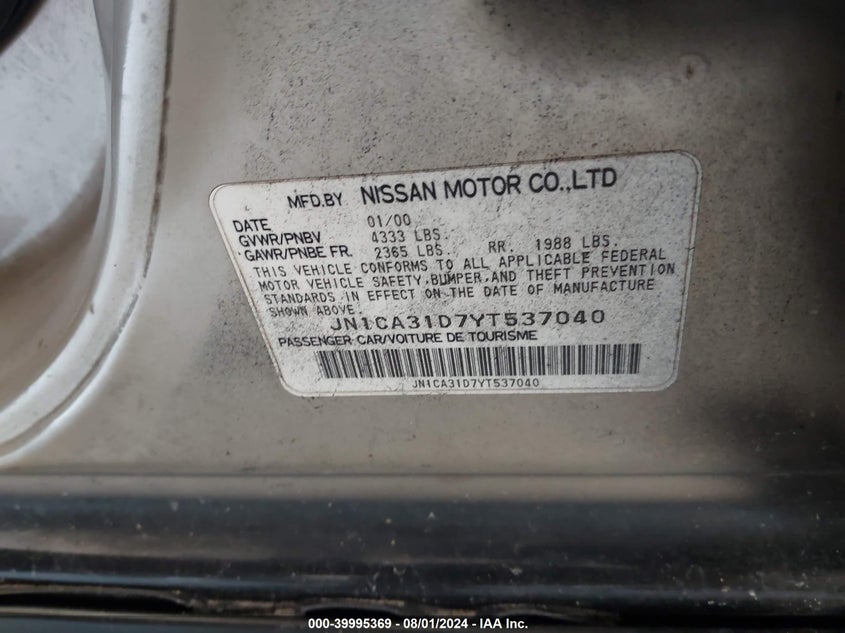 MFD.BY NISSAN MOTOR CO.,LTD
DATE 01/00
GVWR/PNBV 4333 LBS.
GAWR/PNBE FR. 2365 LBS. RR. 1988 LBS.
THIS VEHICLE CONFORMS TO ALL APPLICABLE FEDERAL
MOTOR VEHICLE SAFETY,BUMPER,AND THEFT PREVENTION
STANDARDS IN EFFECT ON THE DATE OF MANUFACTURE
SHOWN ABOVE.
JN1CA31D7YT537040
PASSENGER CAR/VOITURE DE TOURISME
JN1CA31D7YT537040
000-39995369 - 08/01/2024 - IAA Inc.